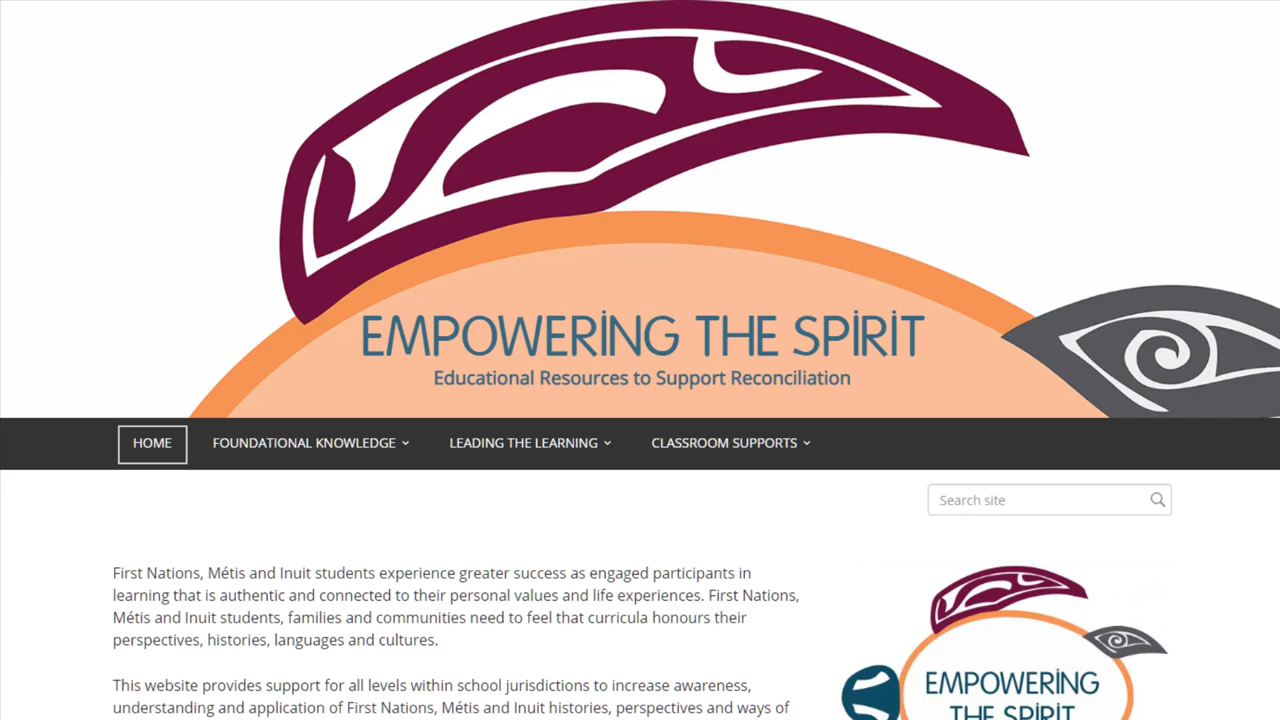 EMPOWERING THE SPIRIT
Educational Resources to Support Reconciliation
HOME FOUNDATIONAL KNOWLEDGE LEADING THE LEARNING CLASSROOM SUPPORTS
Search site
First Nations, Métis and Inuit students experience greater success as engaged participants in
learning that is authentic and connected to their personal values and life experiences. First Nations,
Métis and Inuit students, families and communities need to feel that curricula honours their
perspectives, histories, languages and cultures.
This website provides support for all levels within school jurisdictions to increase awareness,
understanding and application of First Nations, Métis and Inuit histories, perspectives and ways of
EMPOWERING
THE SPIRIT